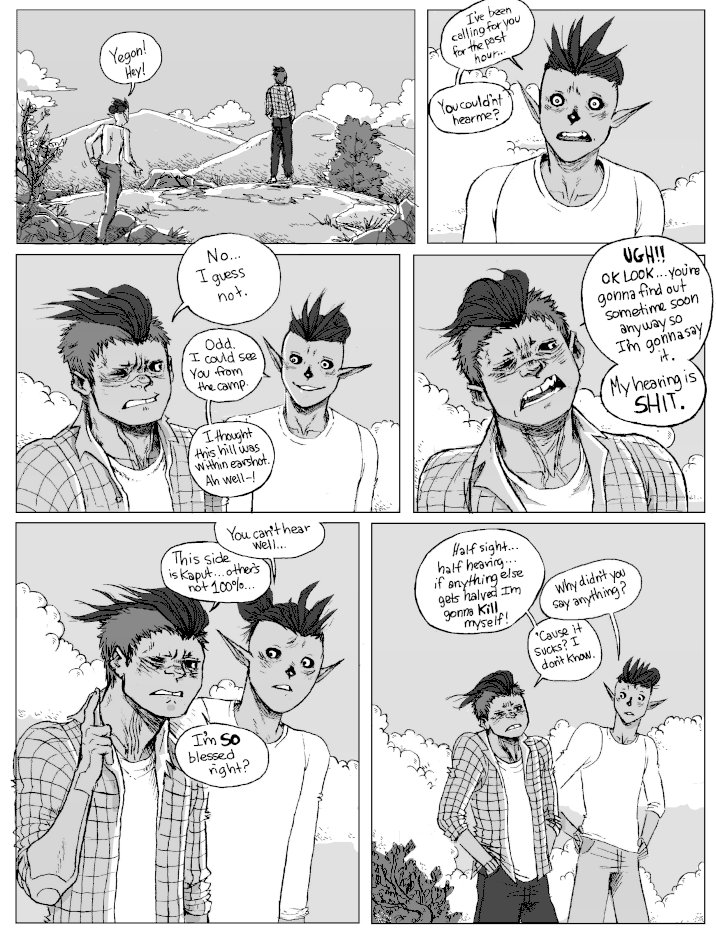 Yegon!
Hey!
I've been
calling for you
for the past
hour...
You could'nt
hear me?
No...
I guess
not.
Odd.
I could see
you from
the camp.
I thought
this hill was
within earshot.
Ah well-!
UGH!!
OK LOOK...you're
gonna find out
sometime soon
anyway so
I'm gonna say
it.
My hearing is
SHIT.
You can't hear
well...
This side
is kaput...other's
not 100%...
I'm SO
blessed
right?
Half sight...
half hearing...
if anything else
gets halved I'm
gonna Kill
myself!
Why didn't you
say anything?
'Cause it
sucks? I
don't know.